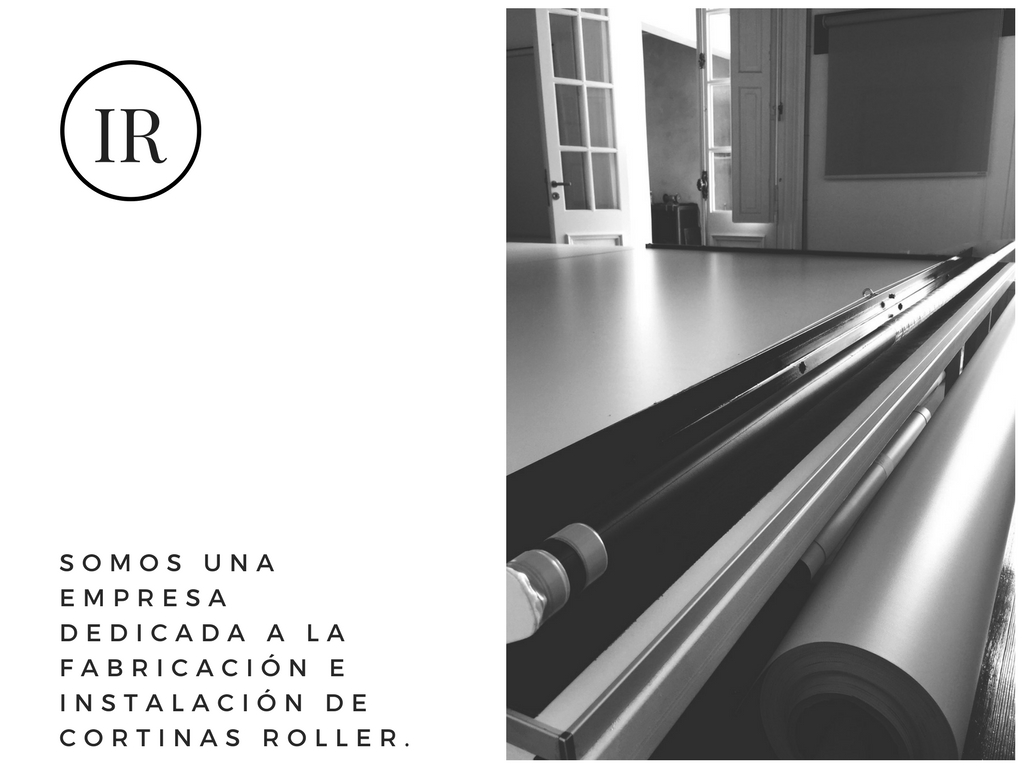 IR
SOMOS UNA
EMPRESA
DEDICADA A LA
FABRICACIÓN E
INSTALACIÓN DE
CORTINAS ROLLER.